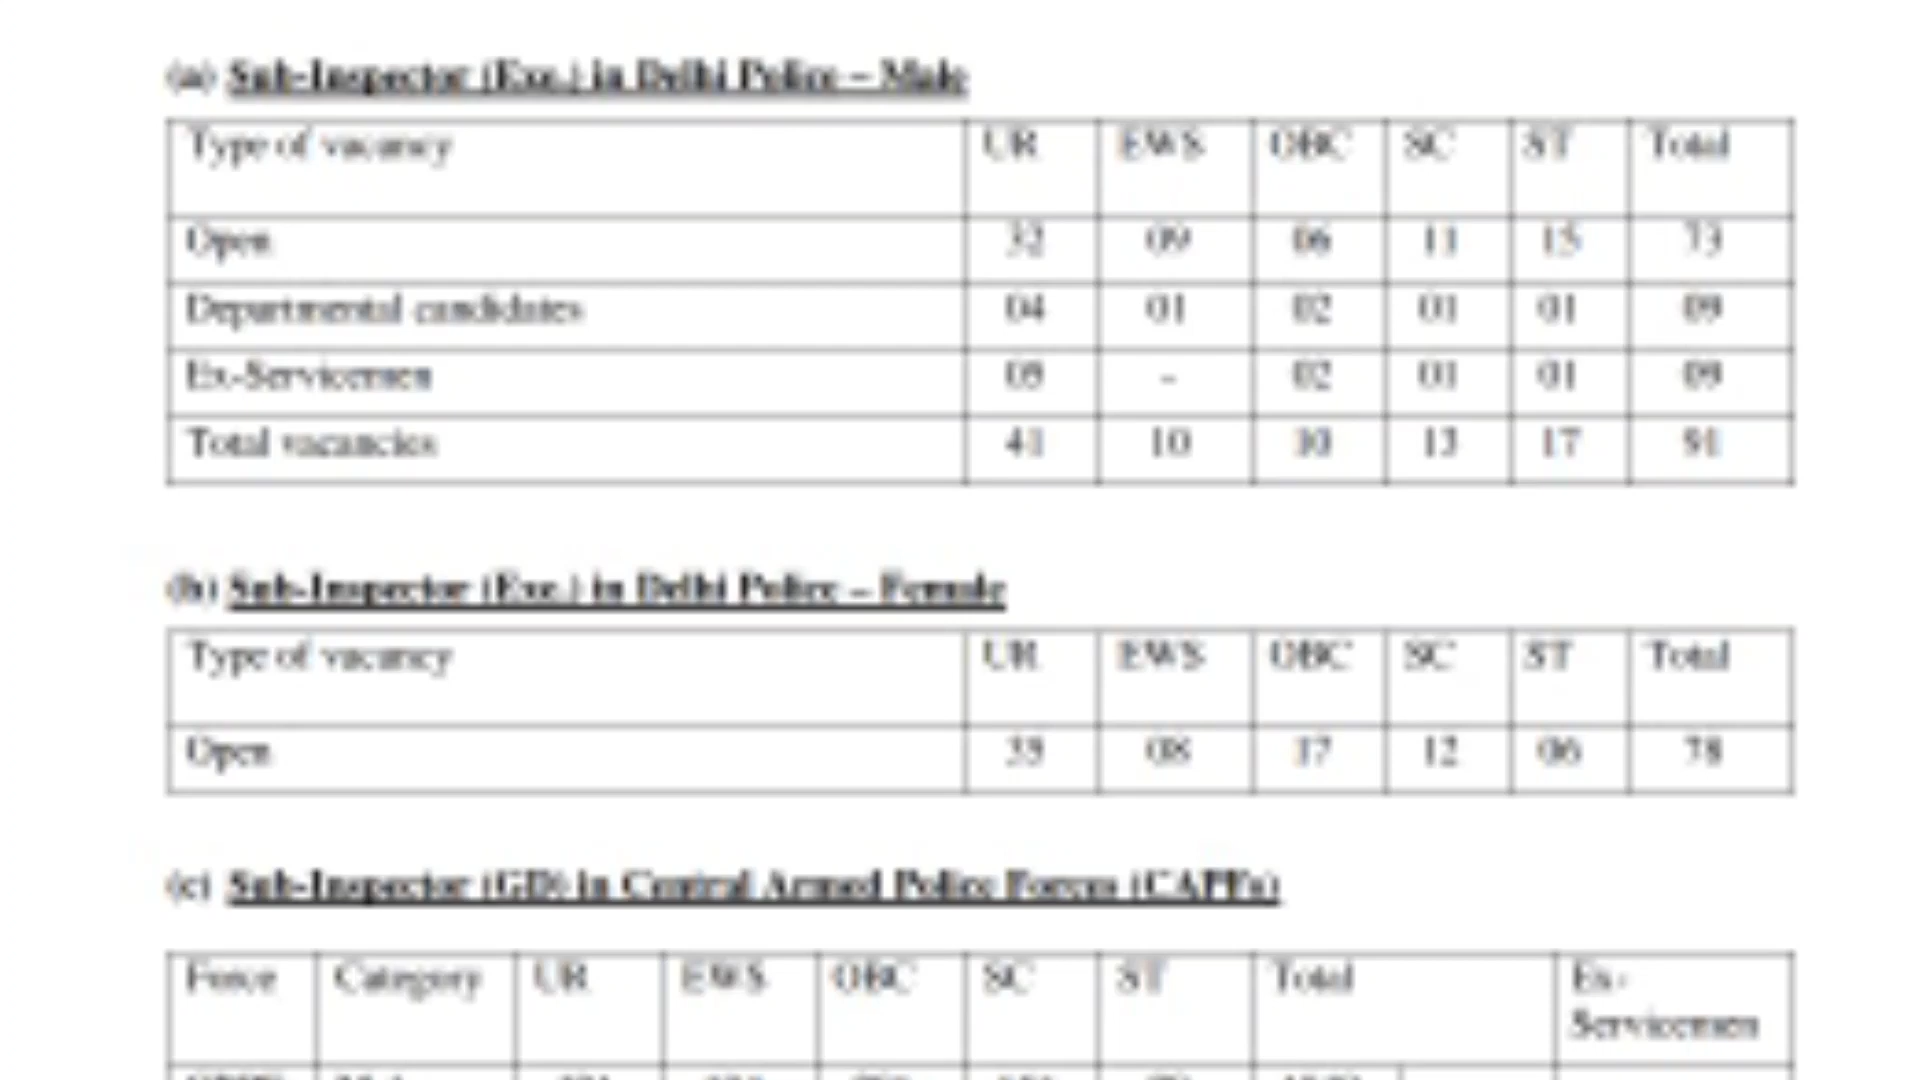 (a) Sub-Inspector (Exe.) in Delhi Police – Male
Type of vacancy UR EWS OBC SC ST Total
Open 32 09 06 11 15 73
Departmental candidates 04 01 02 01 01 09
Ex-Servicemen 05 - 02 01 01 09
Total vacancies 41 10 10 13 17 91
(b) Sub-Inspector (Exe.) in Delhi Police – Female
Type of vacancy UR EWS OBC SC ST Total
Open 35 08 17 12 06 78
(c) Sub-Inspector (GD) in Central Armed Police Forces (CAPFs)
Force Category UR EWS OBC SC ST Total Ex-
Servicemen